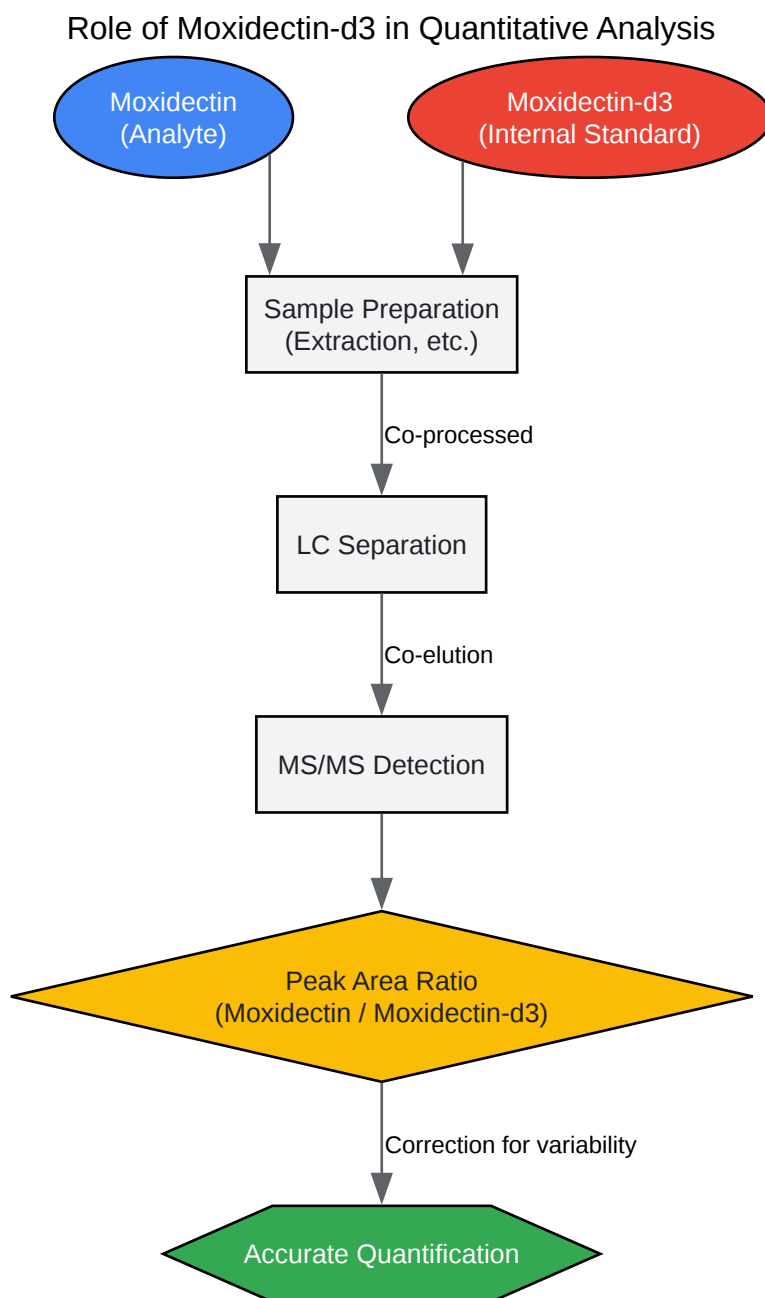 Role of Moxidectin-d3 in Quantitative Analysis
Moxidectin
(Analyte)
Moxidectin-d3
(Internal Standard)
Sample Preparation
(Extraction, etc.)
Co-processed
LC Separation
Co-elution
MS/MS Detection
Peak Area Ratio
(Moxidectin / Moxidectin-d3)
Correction for variability
Accurate Quantification